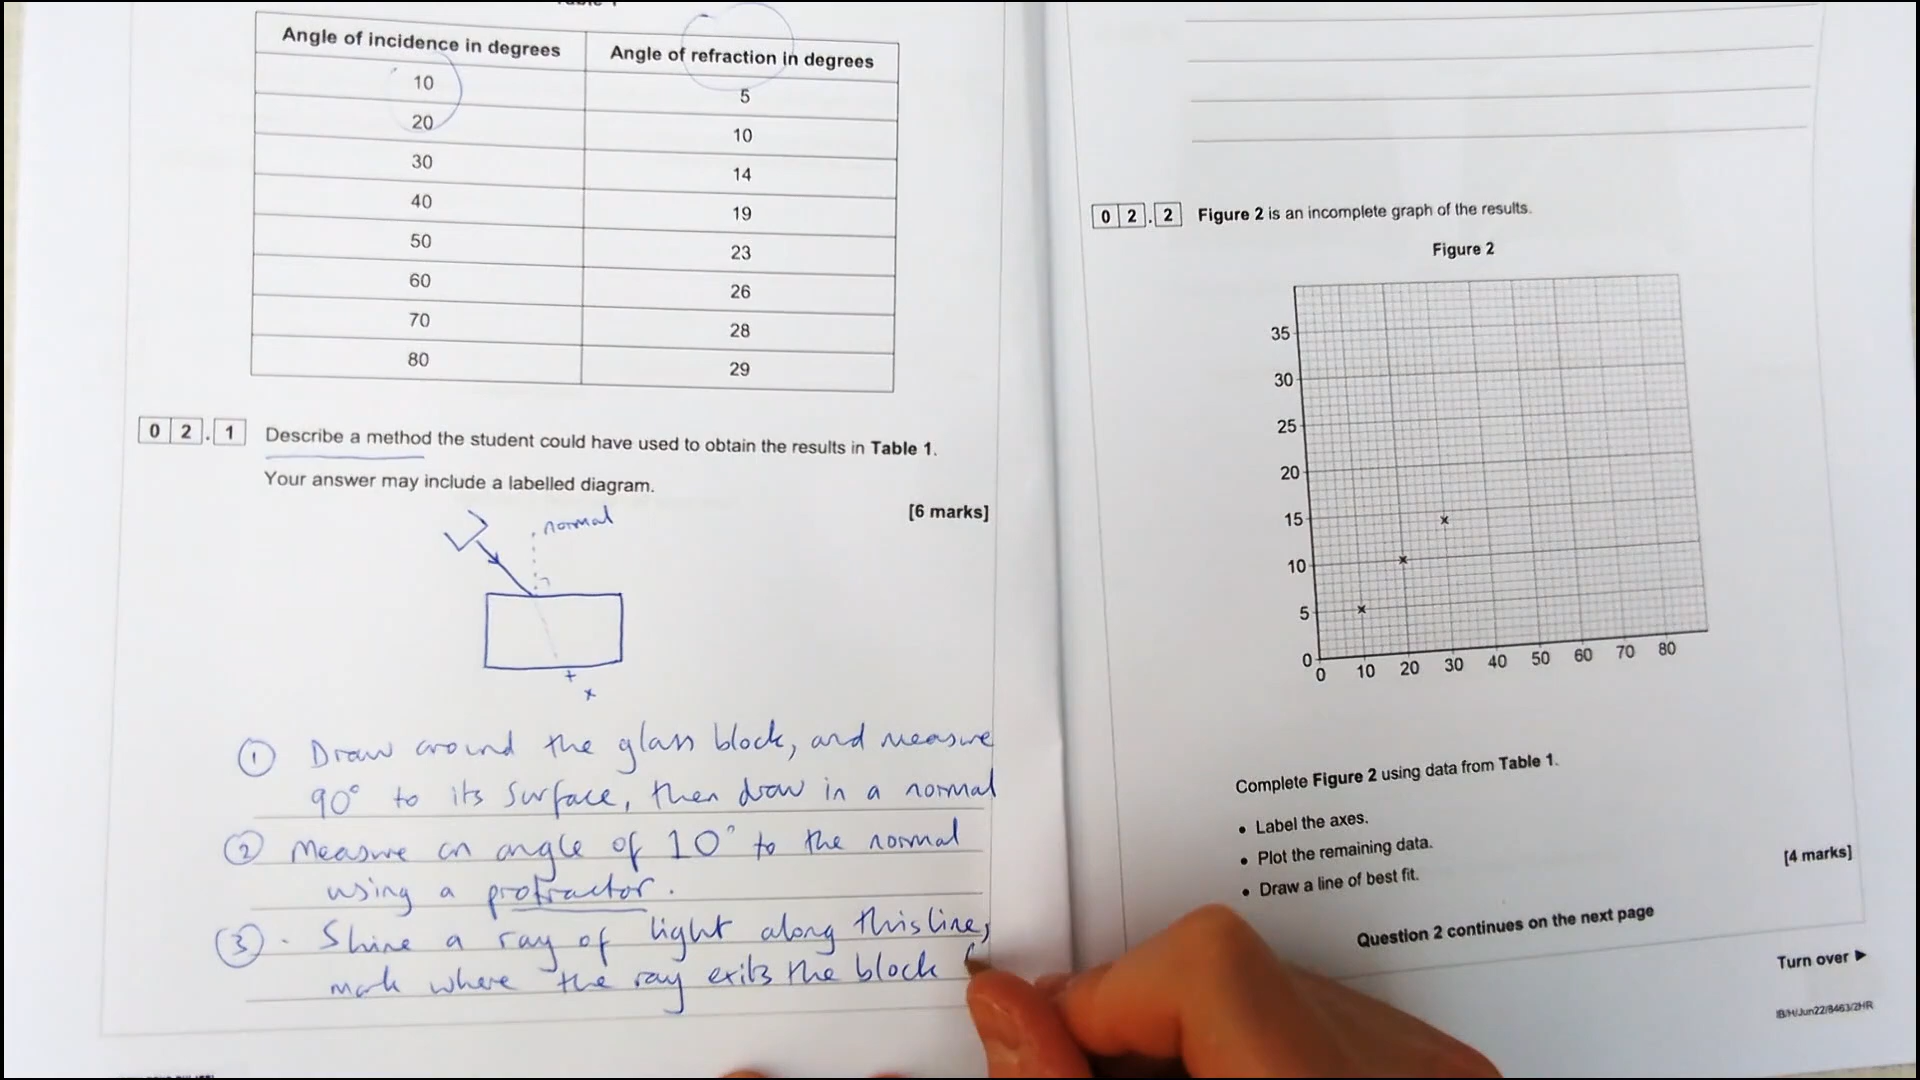 Angle of incidence in degrees Angle of refraction in degrees
10 5
20 10
30 14
40 19
50 23
60 26
70 28
80 29
02.1 Describe a method the student could have used to obtain the results in Table 1.
Your answer may include a labelled diagram.
[6 marks]
normal
① Draw around the glass block, and measure
90° to its surface, then draw in a normal
② Measure an angle of 10° to the normal
using a protractor.
③ . Shine a ray of light along this line,
mark where the ray exits the block
02.2 Figure 2 is an incomplete graph of the results.
Figure 2
35
30
25
20
15
10
5
0
0 10 20 30 40 50 60 70 80
Complete Figure 2 using data from Table 1.
• Label the axes.
• Plot the remaining data.
• Draw a line of best fit.
[4 marks]
Question 2 continues on the next page
Turn over ►
IB/H/Jun22/8463/2HR